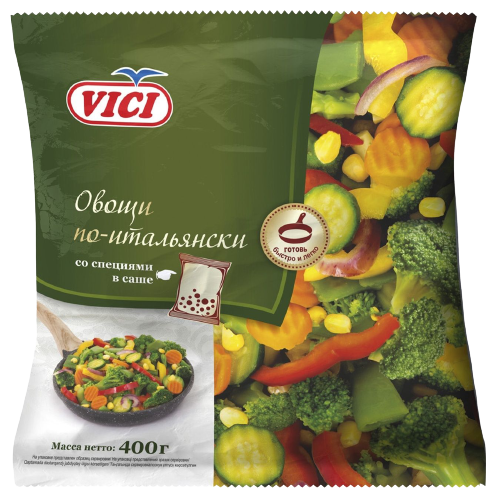 VICI
Овощи
по-итальянски
со специями
в саше
готовь
быстро и легко
Масса нетто: 400г